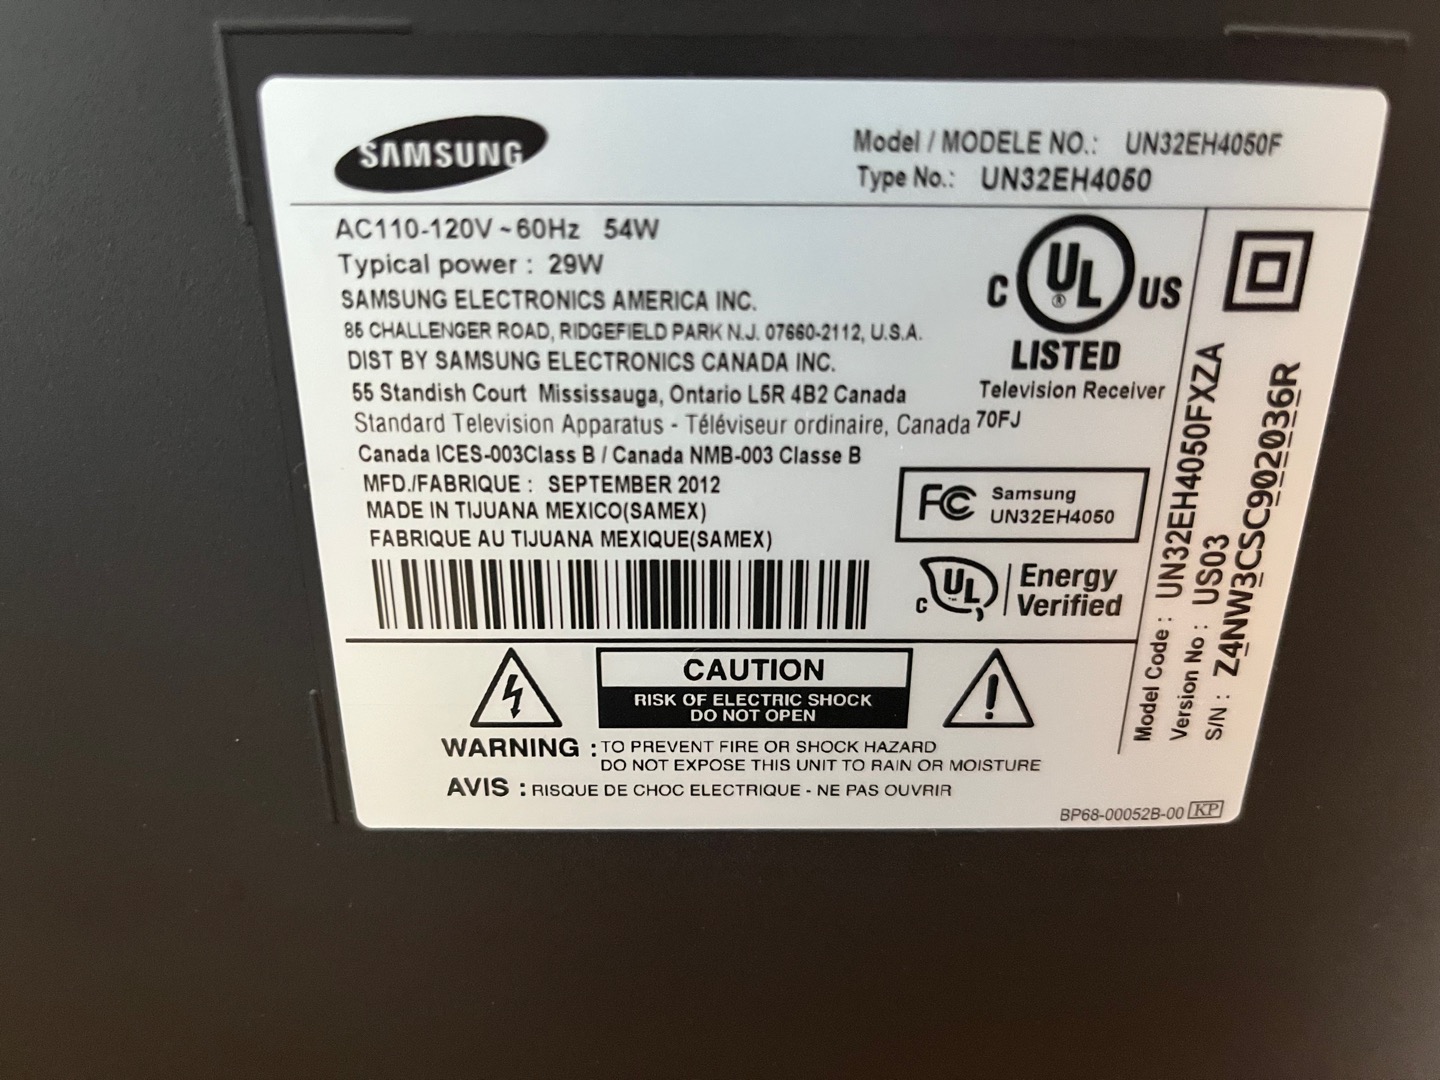 SAMSUNG
Model / MODELE NO.: UN32EH4050F
Type No.: UN32EH4050
AC110-120V ~ 60Hz 54W
Typical power : 29W
SAMSUNG ELECTRONICS AMERICA INC.
85 CHALLENGER ROAD, RIDGEFIELD PARK N.J. 07660-2112, U.S.A.
DIST BY SAMSUNG ELECTRONICS CANADA INC.
55 Standish Court Mississauga, Ontario L5R 4B2 Canada
Standard Television Apparatus - Téléviseur ordinaire, Canada
Canada ICES-003Class B / Canada NMB-003 Classe B
MFD./FABRIQUE : SEPTEMBER 2012
MADE IN TIJUANA MEXICO(SAMEX)
FABRIQUE AU TIJUANA MEXIQUE(SAMEX)
C UL ® US
LISTED
Television Receiver
70FJ
FC Samsung
UN32EH4050
C UL Energy
Verified
CAUTION
RISK OF ELECTRIC SHOCK
DO NOT OPEN
WARNING : TO PREVENT FIRE OR SHOCK HAZARD
DO NOT EXPOSE THIS UNIT TO RAIN OR MOISTURE
AVIS : RISQUE DE CHOC ELECTRIQUE - NE PAS OUVRIR
Model Code : UN32EH4050FXZA
Version No : US03
S/N : Z4NW3CSC902036R
BP68-00052B-00 KP